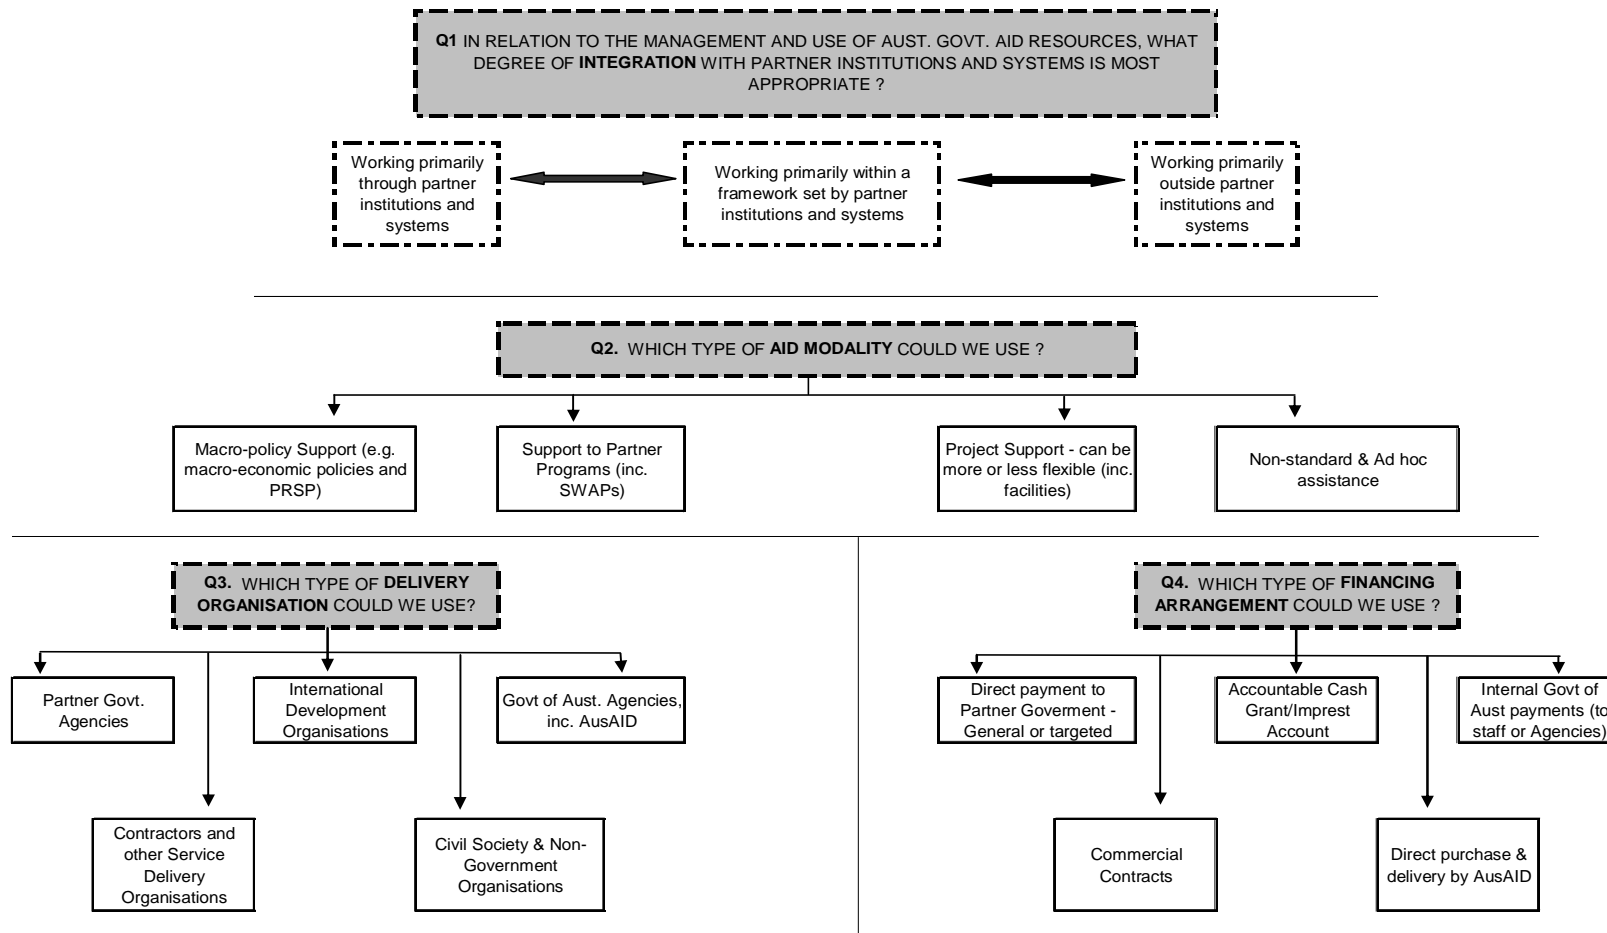 Q1 IN RELATION TO THE MANAGEMENT AND USE OF AUST. GOVT. AID RESOURCES, WHAT
DEGREE OF INTEGRATION WITH PARTNER INSTITUTIONS AND SYSTEMS IS MOST
APPROPRIATE ?
Working primarily
through partner
institutions and
systems
Working primarily within a
framework set by partner
institutions and systems
Working primarily
outside partner
institutions and
systems
Q2. WHICH TYPE OF AID MODALITY COULD WE USE ?
Macro-policy Support (e.g.
macro-economic policies and
PRSP)
Support to Partner
Programs (inc.
SWAPs)
Project Support - can be
more or less flexible (inc.
facilities)
Non-standard & Ad hoc
assistance
Q3. WHICH TYPE OF DELIVERY
ORGANISATION COULD WE USE?
Partner Govt.
Agencies
International
Development
Organisations
Govt of Aust. Agencies,
inc. AusAID
Contractors and
other Service
Delivery
Organisations
Civil Society & Non-
Government
Organisations
Q4. WHICH TYPE OF FINANCING
ARRANGEMENT COULD WE USE ?
Direct payment to
Partner Goverment -
General or targeted
Accountable Cash
Grant/Imprest
Account
Internal Govt of
Aust payments (to
staff or Agencies)
Commercial
Contracts
Direct purchase &
delivery by AusAID